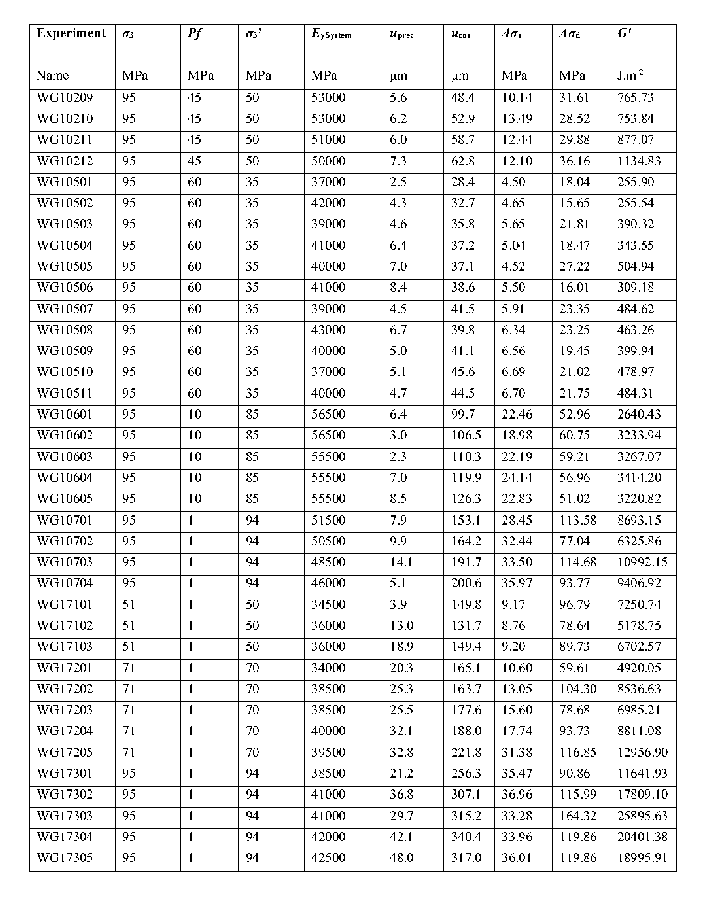 Experiment σ3 Pf σ3' EySystem uprec ucos Δσs Δσd G'
Name MPa MPa MPa MPa μm μm MPa MPa J.m-2
WG10209 95 45 50 53000 5.6 48.4 10.14 31.61 765.73
WG10210 95 45 50 53000 6.2 52.9 13.49 28.52 753.84
WG10211 95 45 50 51000 6.0 58.7 12.44 29.88 877.07
WG10212 95 45 50 50000 7.3 62.8 12.10 36.16 1134.83
WG10501 95 60 35 37000 2.5 28.4 4.50 18.04 255.90
WG10502 95 60 35 42000 4.3 32.7 4.65 15.65 255.54
WG10503 95 60 35 39000 4.6 35.8 5.65 21.81 390.32
WG10504 95 60 35 41000 6.4 37.2 5.04 18.47 343.55
WG10505 95 60 35 40000 7.0 37.1 4.52 27.22 504.94
WG10506 95 60 35 41000 8.4 38.6 5.50 16.01 309.18
WG10507 95 60 35 39000 4.5 41.5 5.91 23.35 484.62
WG10508 95 60 35 43000 6.7 39.8 6.34 23.25 463.26
WG10509 95 60 35 40000 5.0 41.1 6.56 19.45 399.94
WG10510 95 60 35 37000 5.1 45.6 6.69 21.02 478.97
WG10511 95 60 35 40000 4.7 44.5 6.70 21.75 484.31
WG10601 95 10 85 56500 6.4 99.7 22.46 52.96 2640.43
WG10602 95 10 85 56500 3.0 106.5 18.98 60.75 3233.94
WG10603 95 10 85 55500 2.3 110.3 22.19 59.21 3267.07
WG10604 95 10 85 55500 7.0 119.9 24.14 56.96 3414.20
WG10605 95 10 85 55500 8.5 126.3 22.83 51.02 3220.82
WG10701 95 1 94 51500 7.9 153.1 28.45 113.58 8693.15
WG10702 95 1 94 50500 9.9 164.2 32.44 77.04 6325.86
WG10703 95 1 94 48500 14.1 191.7 33.50 114.68 10992.15
WG10704 95 1 94 46000 5.1 200.6 35.97 93.77 9406.92
WG17101 51 1 50 34500 3.9 149.8 9.17 96.79 7250.74
WG17102 51 1 50 36000 13.0 131.7 8.76 78.64 5178.75
WG17103 51 1 50 36000 18.9 149.4 9.20 89.73 6702.57
WG17201 71 1 70 34000 20.3 165.1 10.60 59.61 4920.05
WG17202 71 1 70 38500 25.3 163.7 13.05 104.30 8536.63
WG17203 71 1 70 38500 25.5 177.6 15.60 78.68 6985.21
WG17204 71 1 70 40000 32.1 188.0 17.74 93.73 8811.08
WG17205 71 1 70 39500 32.8 221.8 31.38 116.85 12956.90
WG17301 95 1 94 38500 21.2 256.3 35.47 90.86 11641.93
WG17302 95 1 94 41000 36.8 307.1 36.96 115.99 17809.10
WG17303 95 1 94 41000 29.7 315.2 33.28 164.32 25895.63
WG17304 95 1 94 42000 42.1 340.4 33.96 119.86 20401.38
WG17305 95 1 94 42500 48.0 317.0 36.01 119.86 18995.91